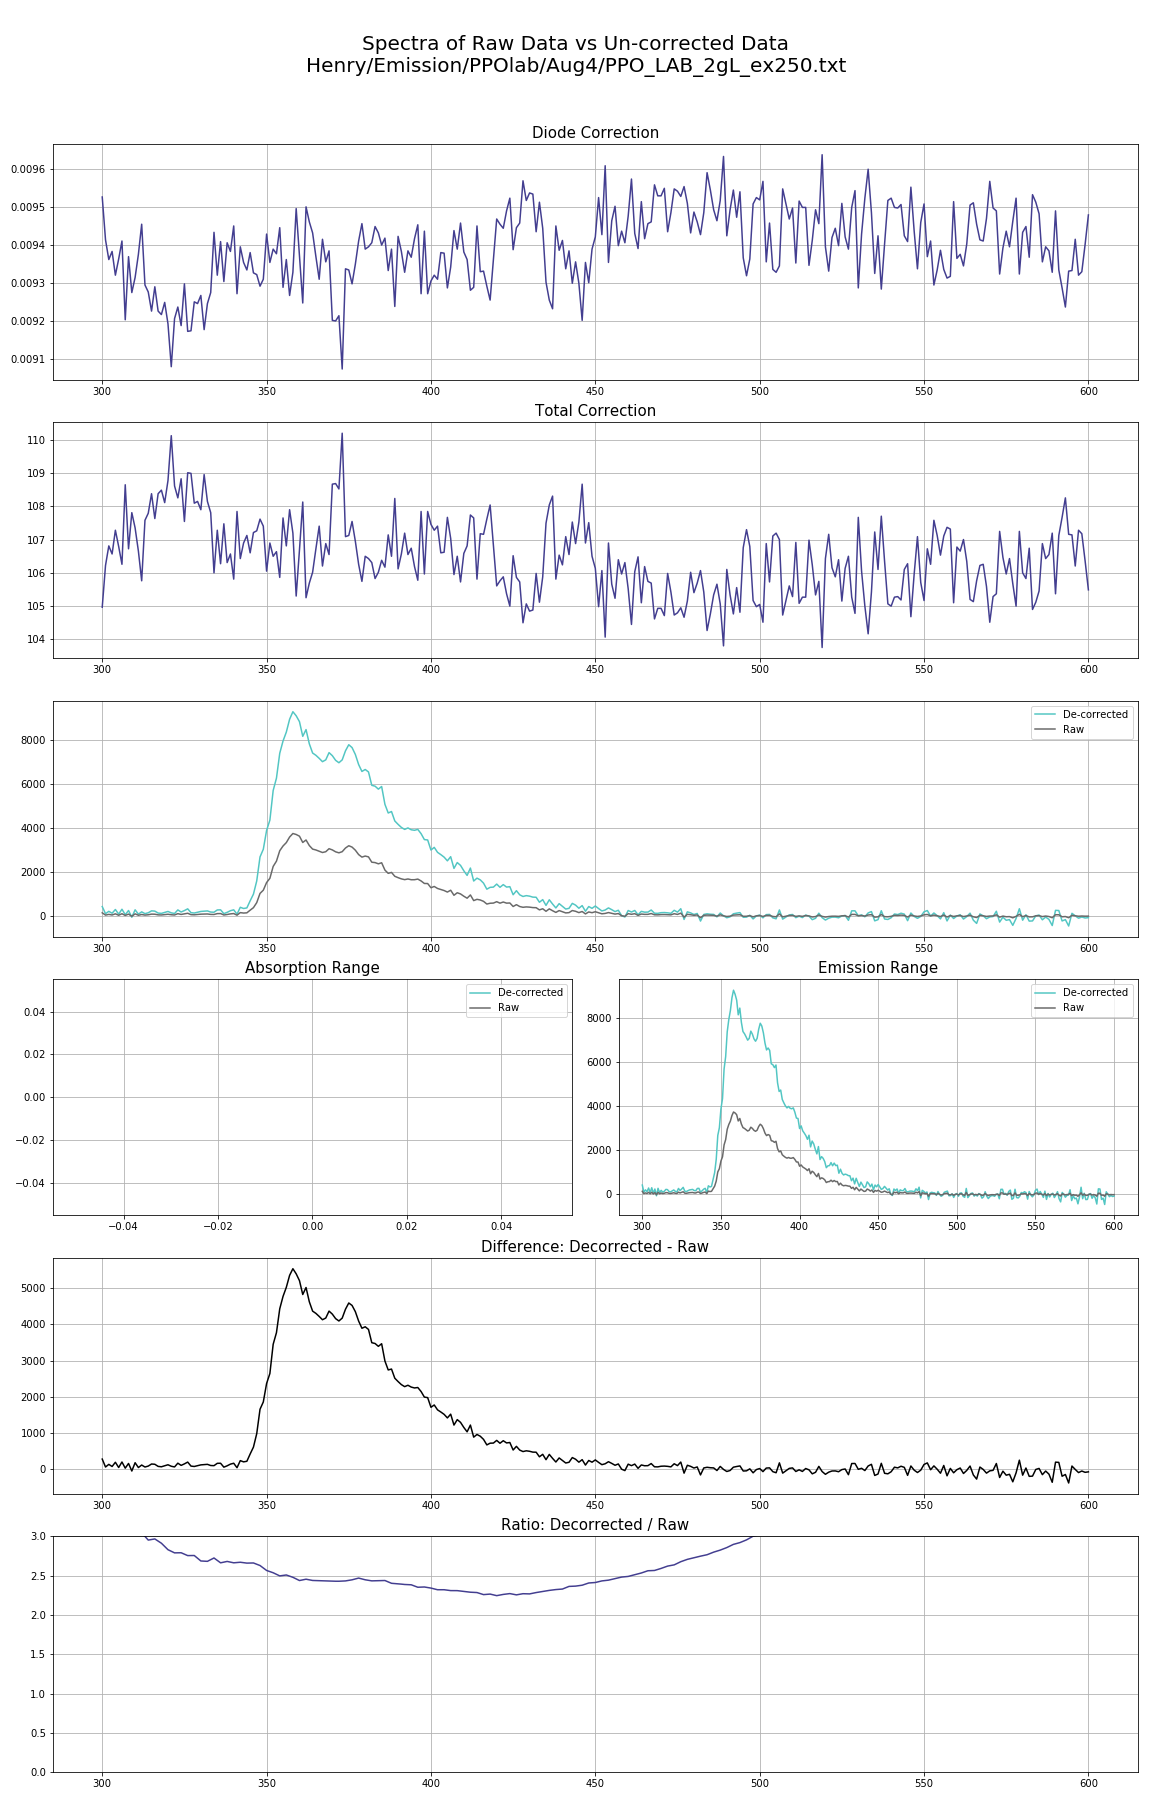 Spectra of Raw Data vs Un-corrected Data
Henry/Emission/PPOlab/Aug4/PPO_LAB_2gL_ex250.txt
Diode Correction
0.0096
0.0095
0.0094
0.0093
0.0092
0.0091
300 350 400 450 500 550 600
Total Correction
110
109
108
107
106
105
104
300 350 400 450 500 550 600
De-corrected
Raw
8000
6000
4000
2000
0
300 350 400 450 500 550 600
Absorption Range
De-corrected
Raw
0.04
0.02
0.00
−0.02
−0.04
−0.04 −0.02 0.00 0.02 0.04
Emission Range
De-corrected
Raw
8000
6000
4000
2000
0
300 350 400 450 500 550 600
Difference: Decorrected - Raw
5000
4000
3000
2000
1000
0
300 350 400 450 500 550 600
Ratio: Decorrected / Raw
3.0
2.5
2.0
1.5
1.0
0.5
0.0
300 350 400 450 500 550 600